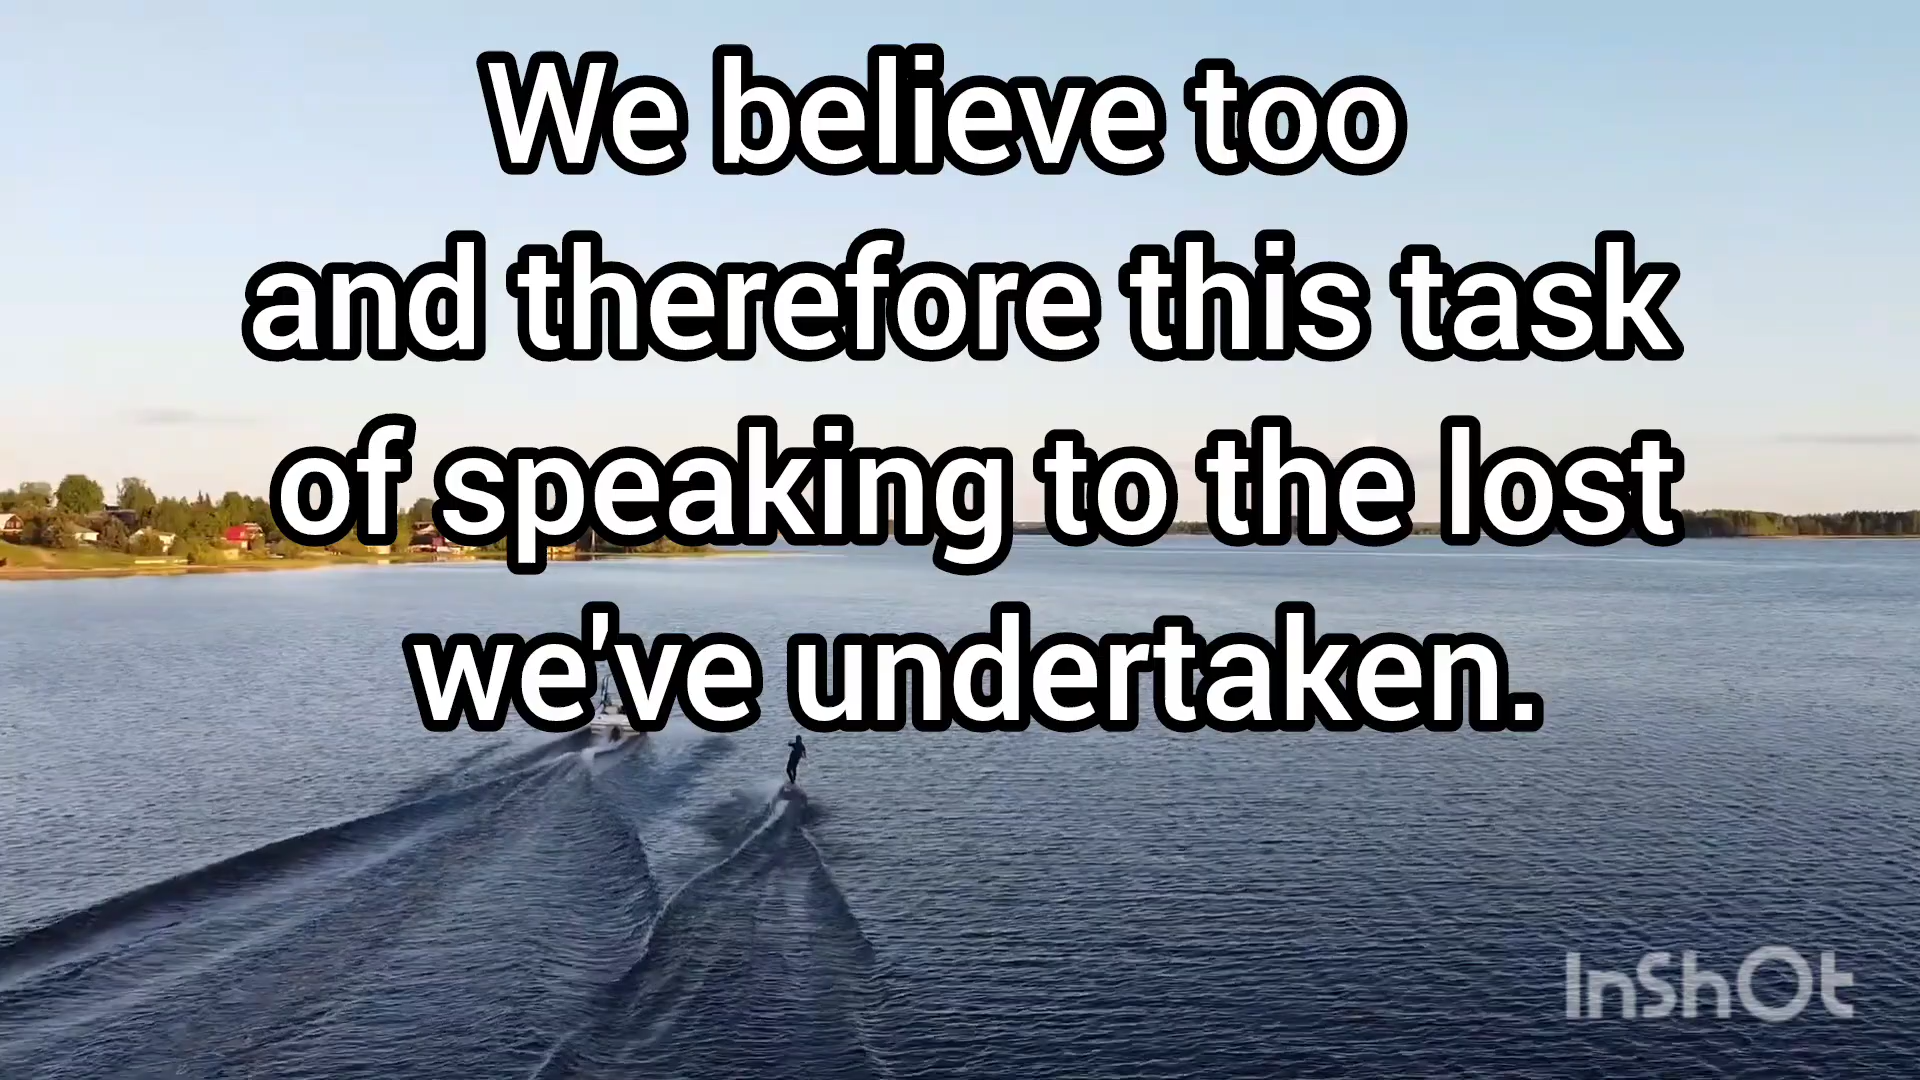 We believe too
and therefore this task
of speaking to the lost
we've undertaken.
InShOt